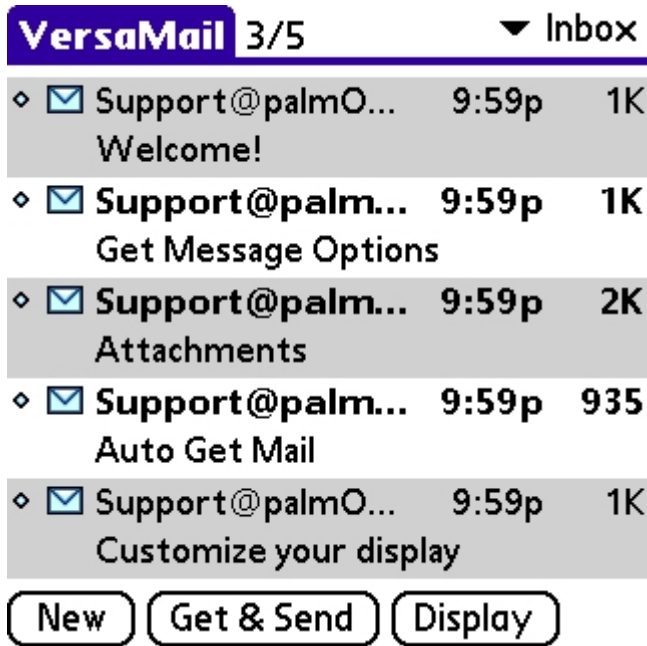 VersaMail 3/5 Inbox
Support@palmO... 9:59p 1K
Welcome!
Support@palm... 9:59p 1K
Get Message Options
Support@palm... 9:59p 2K
Attachments
Support@palm... 9:59p 935
Auto Get Mail
Support@palmO... 9:59p 1K
Customize your display
New Get & Send Display